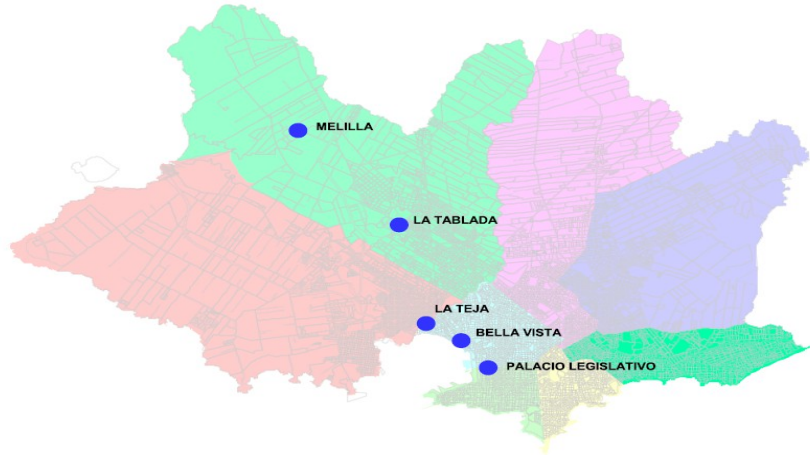 MELILLA
LA TABLADA
LA TEJA
BELLA VISTA
PALACIO LEGISLATIVO